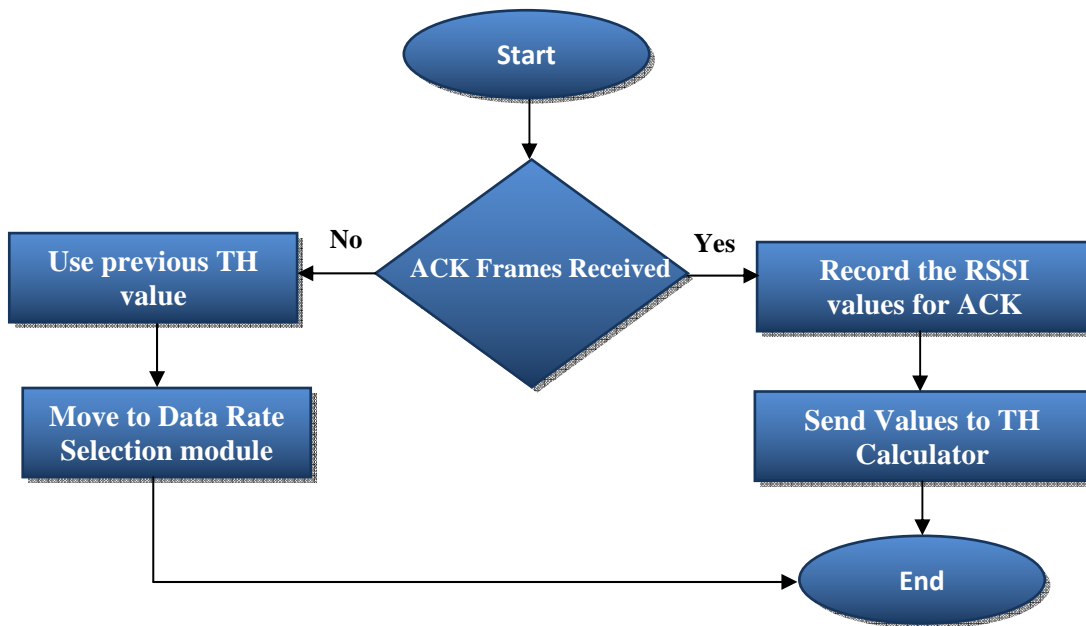 Start
ACK Frames Received
No
Yes
Use previous TH
value
Record the RSSI
values for ACK
Move to Data Rate
Selection module
Send Values to TH
Calculator
End